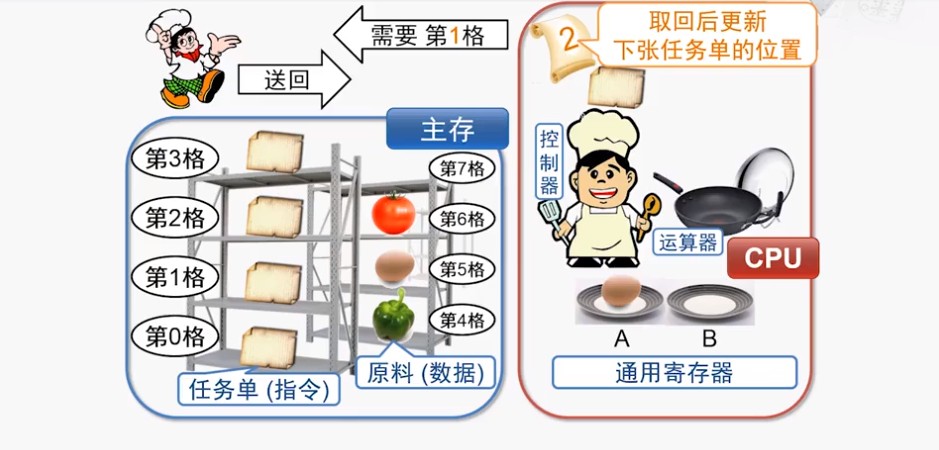 需要 第1格
送回
主存
第3格
第2格
第1格
第0格
第7格
第6格
第5格
第4格
任务单 (指令)
原料 (数据)
2
取回后更新
下张任务单的位置
控制器
运算器
CPU
A
B
通用寄存器